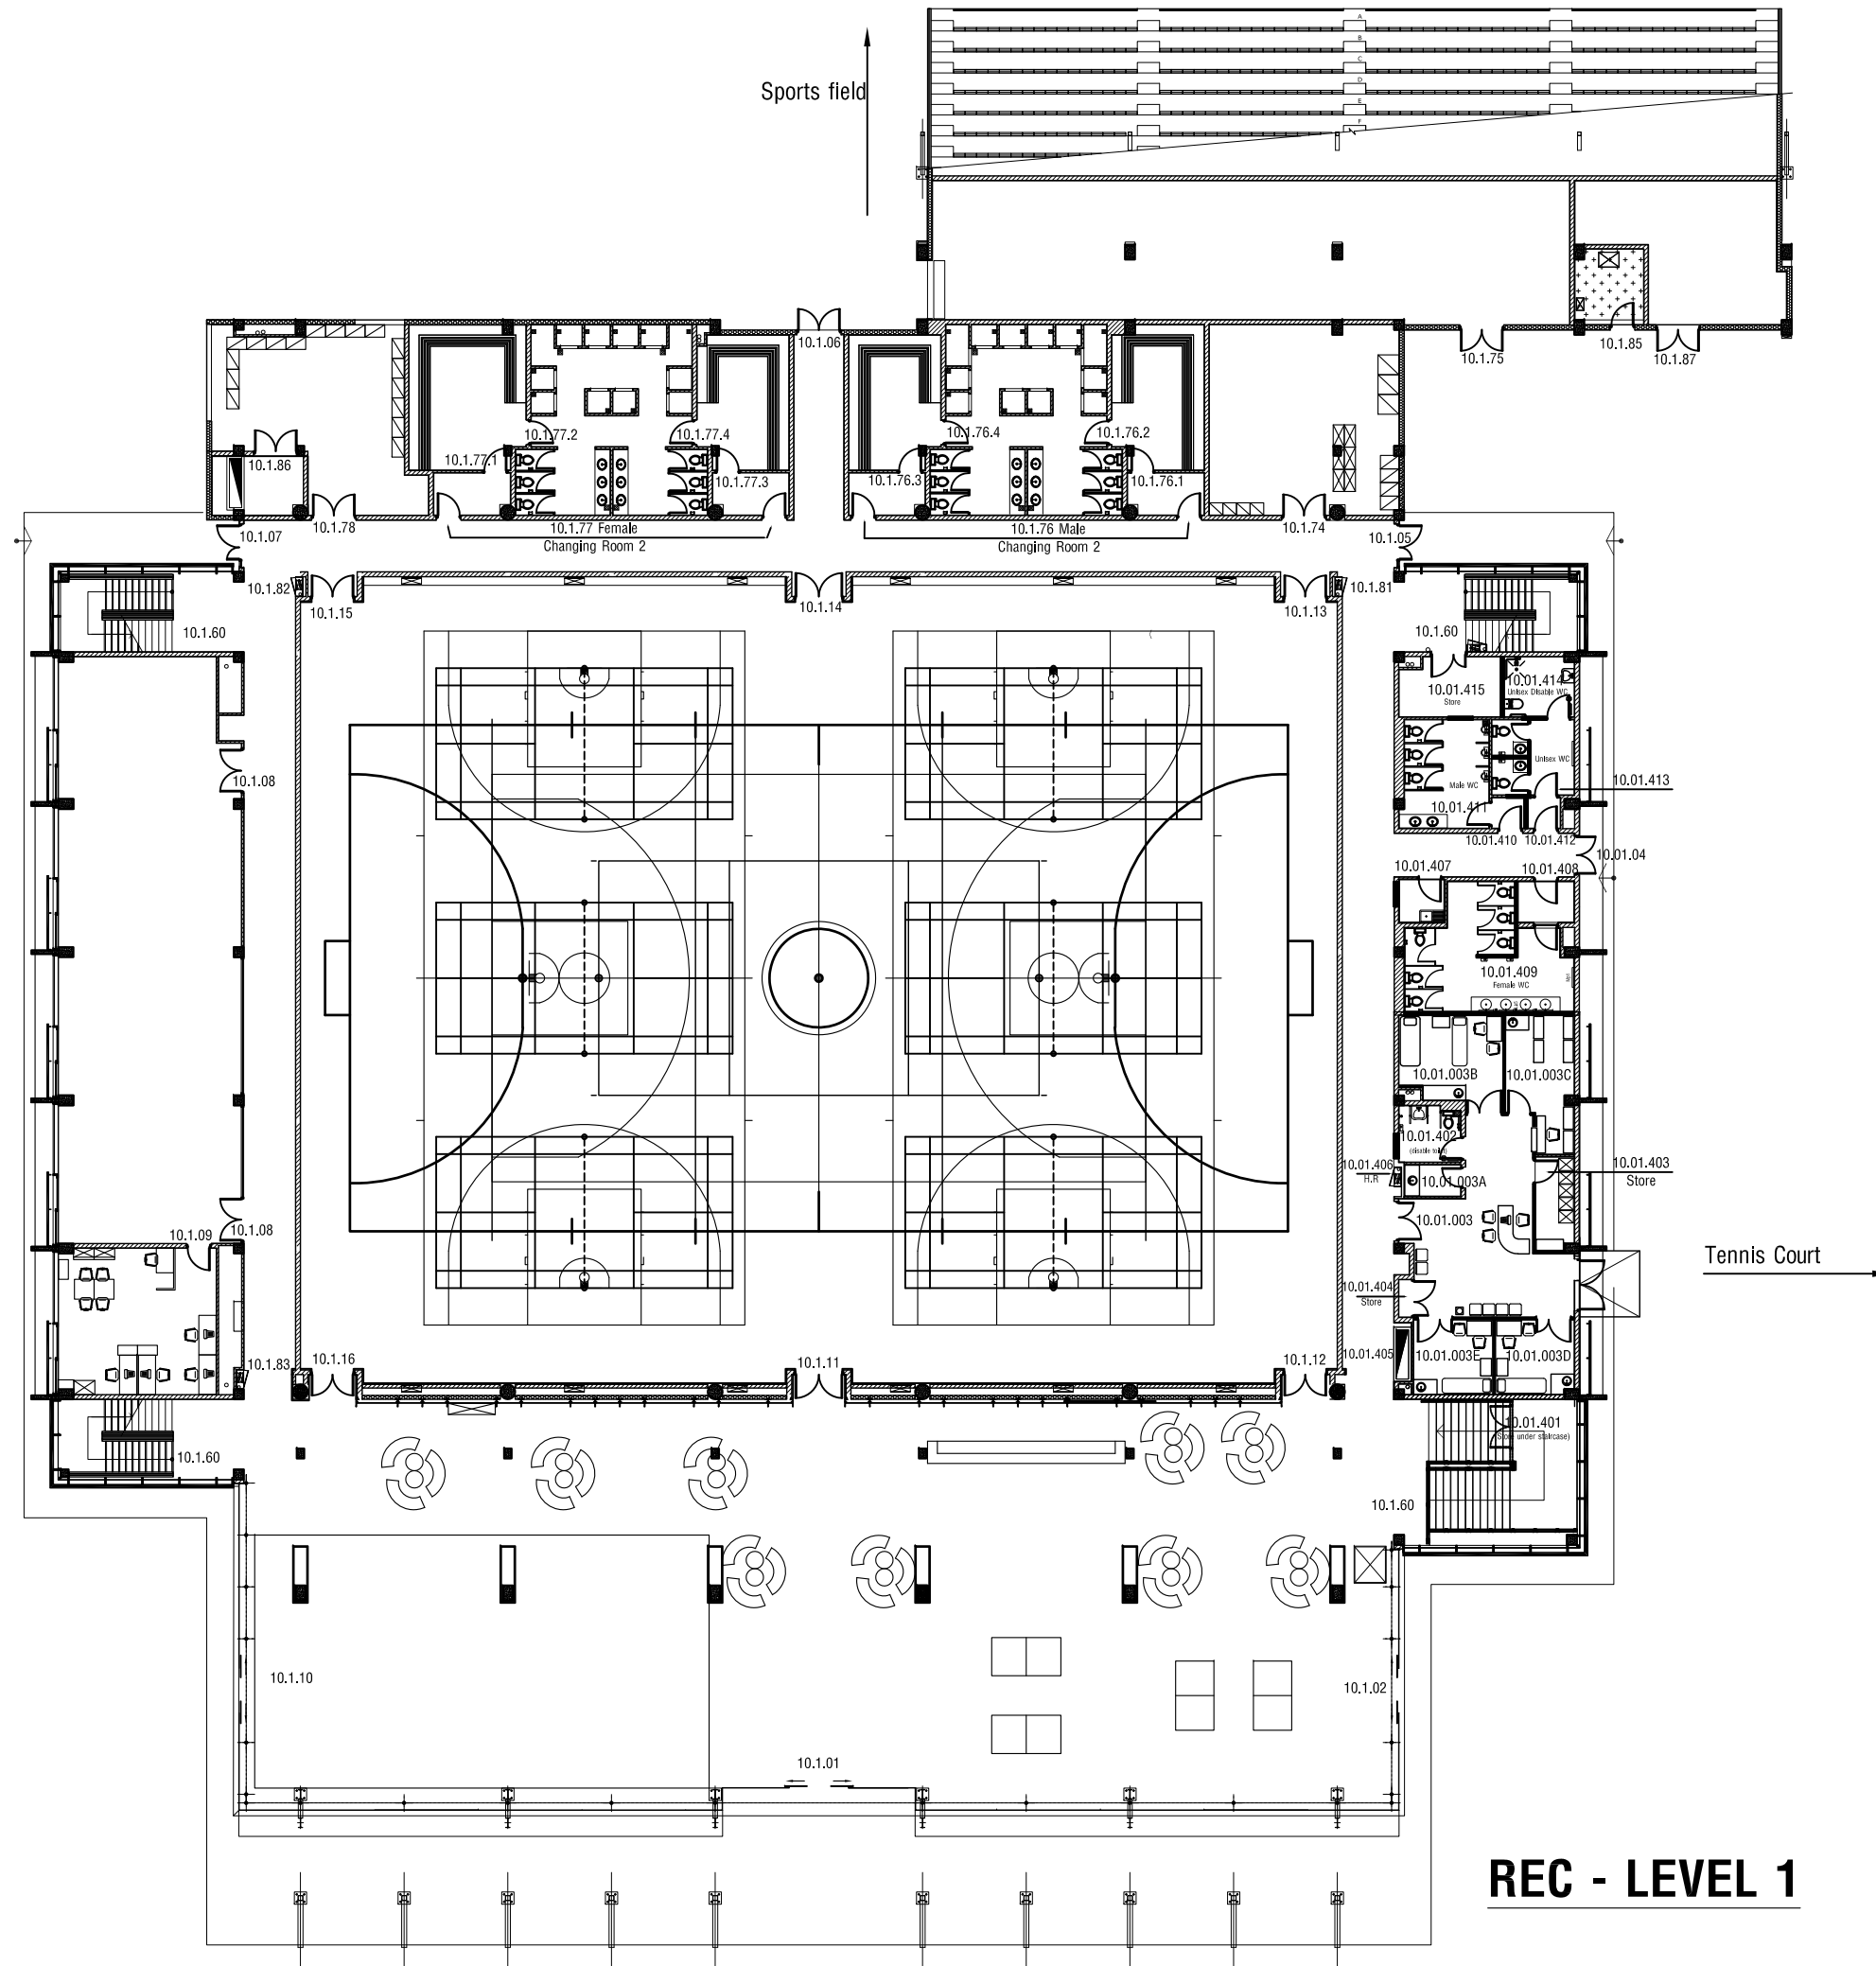 A
B
C
D
E
F
Sports field
10.1.06
10.1.75
10.1.85
10.1.87
10.1.77.2
10.1.77.4
10.1.76.4
10.1.76.2
10.1.86
10.1.77.1
10.1.77.3
10.1.76.3
10.1.76.1
10.1.78
10.1.77 Female
Changing Room 2
10.1.76 Male
Changing Room 2
10.1.74
10.1.07
10.1.05
10.1.82
10.1.15
10.1.14
10.1.13
10.1.81
10.1.60
10.1.60
10.01.415
Store
10.01.414
Unisex Disable WC
10.1.08
Unisex WC
10.01.413
Male WC
10.01.411
10.01.410
10.01.412
10.01.04
10.01.407
10.01.408
10.01.409
Female WC
10.01.003B
10.01.003C
10.01.402
(disable toilet)
10.01.406
H.R
10.01.003A
10.01.403
Store
10.01.003
10.1.09
10.1.08
Tennis Court
10.01.404
Store
10.01.405
10.01.003E
10.01.003D
10.1.83
10.1.16
10.1.11
10.1.12
10.01.401
Store under staircase)
10.1.60
10.1.60
10.1.10
10.1.02
10.1.01
REC - LEVEL 1